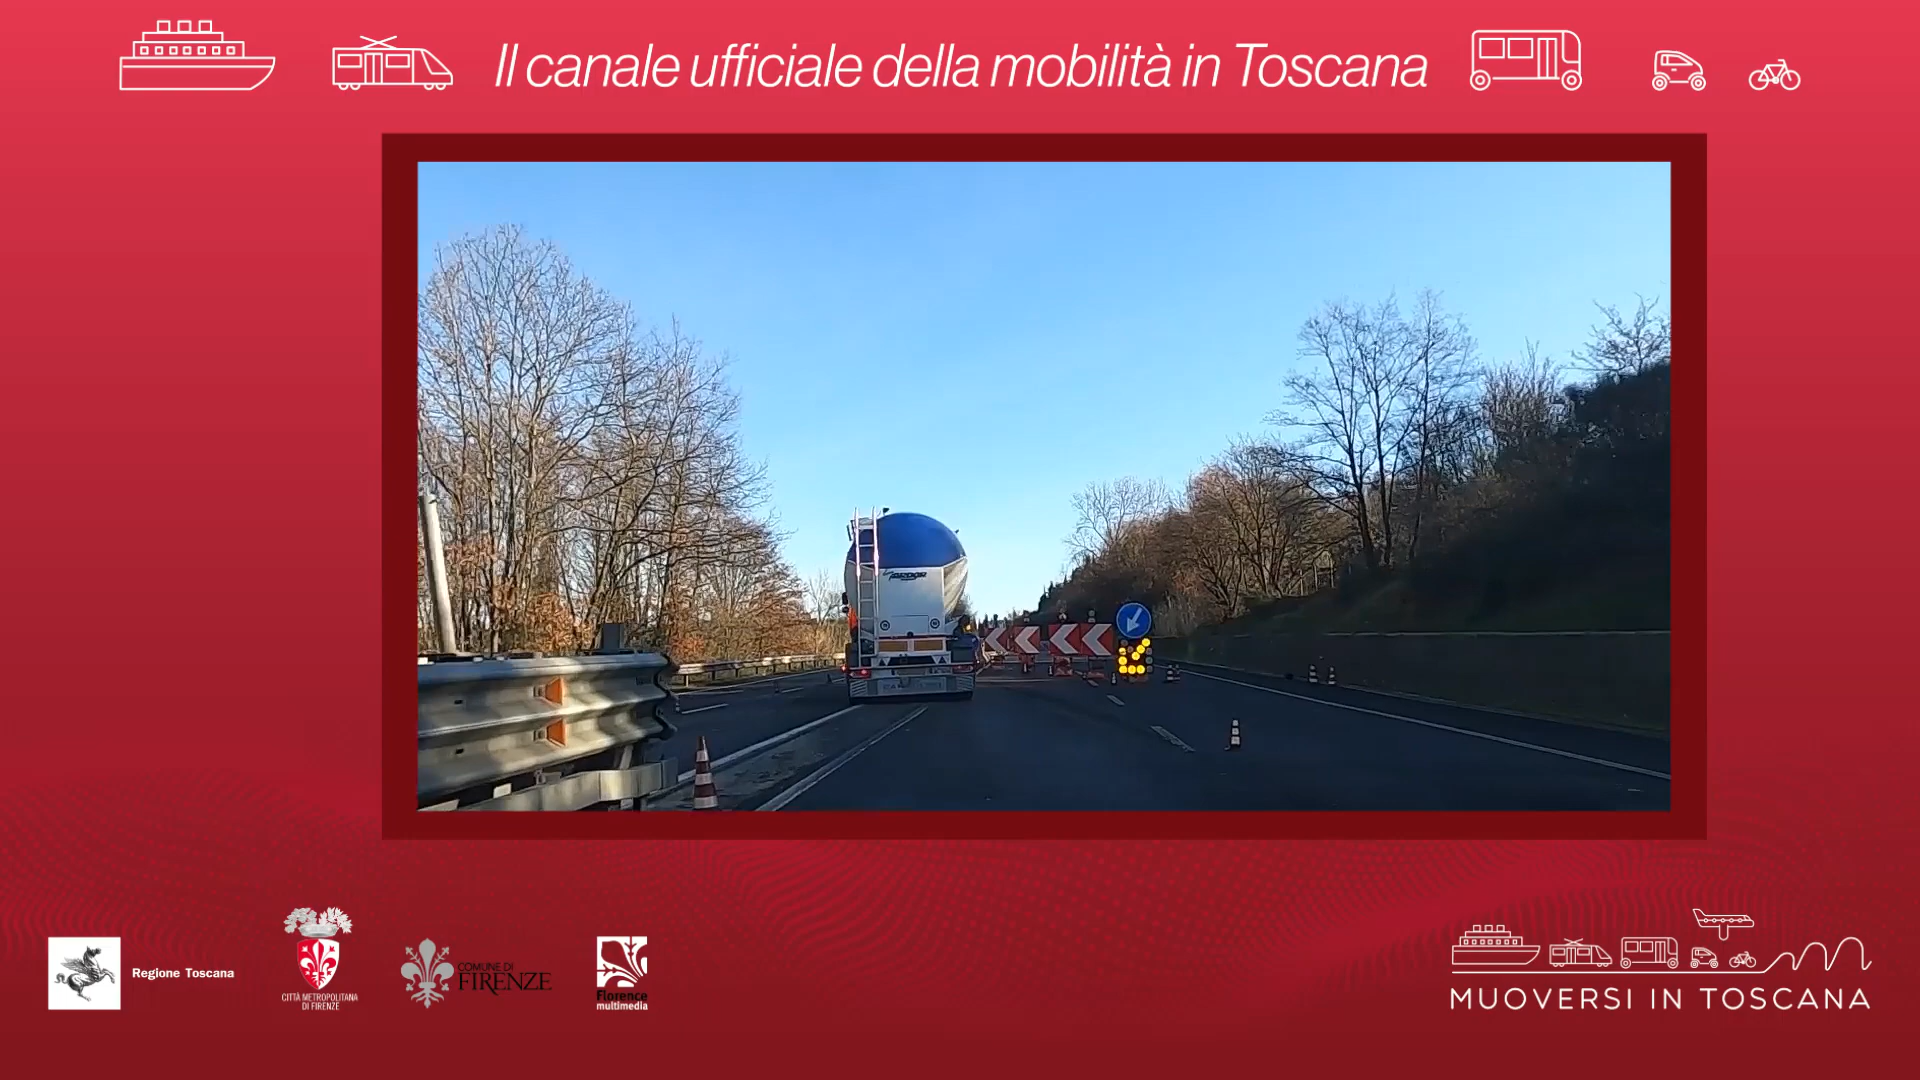 Il canale ufficiale della mobilità in Toscana
Regione Toscana
CITTÀ METROPOLITANA
DI FIRENZE
COMUNE DI
FIRENZE
Florence
multimedia
MUOVERSI IN TOSCANA